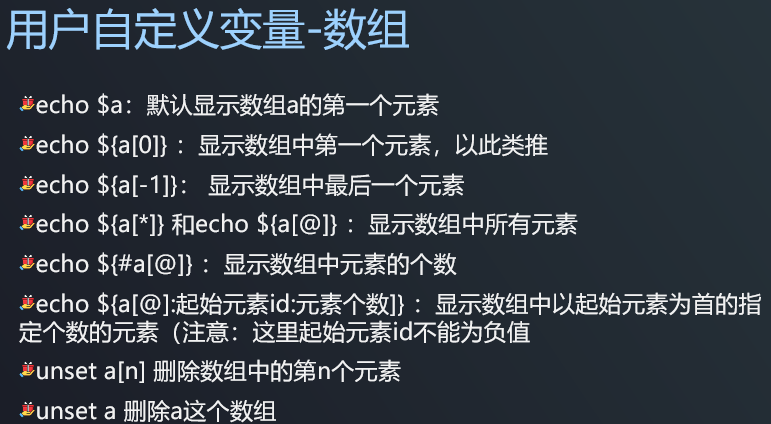 用户自定义变量-数组
echo $a：默认显示数组a的第一个元素
echo ${a[0]} ：显示数组中第一个元素，以此类推
echo ${a[-1]}： 显示数组中最后一个元素
echo ${a[*]} 和echo ${a[@]} ：显示数组中所有元素
echo ${#a[@]} ：显示数组中元素的个数
echo ${a[@]:起始元素id:元素个数]} ：显示数组中以起始元素为首的指
定个数的元素（注意：这里起始元素id不能为负值
unset a[n] 删除数组中的第n个元素
unset a 删除a这个数组